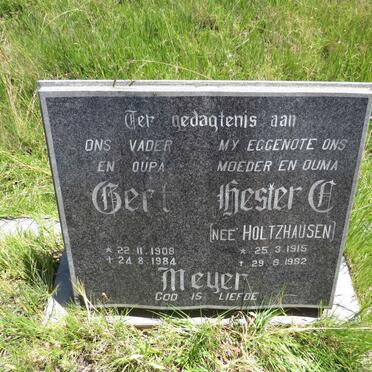 Ter gedagtenis aan
ONS VADER
EN OUPA
Gert
* 22.11.1908
† 24.8.1984
MY EGGENOTE ONS
MOEDER EN OUMA
Hester C
(NEE HOLTZHAUSEN)
* 25.3.1915
† 29.6.1982
Meyer
GOD IS LIEFDE